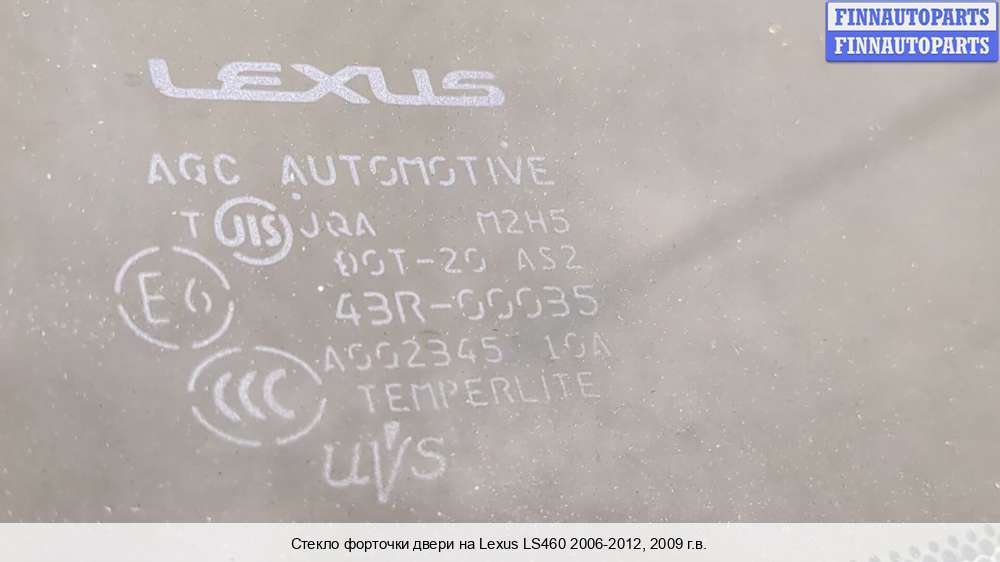 FINNAUTOPARTS
FINNAUTOPARTS
LEXUS
AGC AUTOMOTIVE
T JIS JQA M2H5
DOT-20 AS2
E6 43R-00035
A002345 10A
CCC TEMPERLITE
UVS
Стекло форточки двери на Lexus LS460 2006-2012, 2009 г.в.